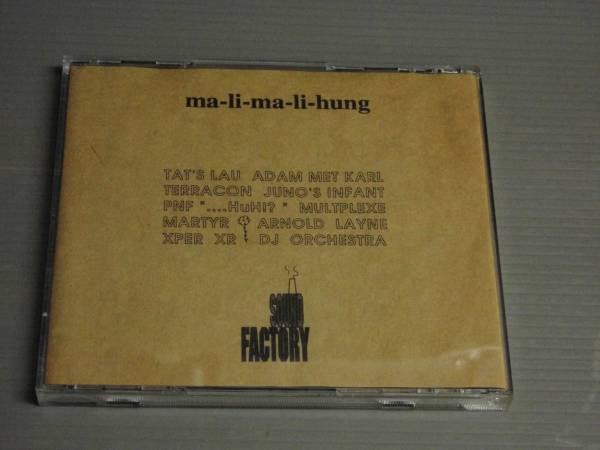 ma-li-ma-li-hung
TAT'S LAU ADAM MET KARL
TERRACON JUNO'S INFANT
PNF "....HuH!? " MULTPLEXE
MARTYR ARNOLD LAYNE
XPER XR DJ ORCHESTRA
SOUND
FACTORY